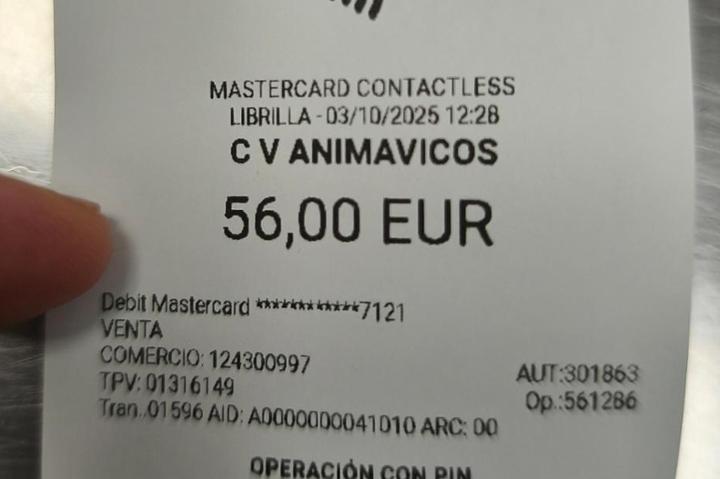 MASTERCARD CONTACTLESS
LIBRILLA - 03/10/2025 12:28
C V ANIMAVICOS
56,00 EUR
Debit Mastercard ************7121
VENTA
COMERCIO: 124300997
TPV: 01316149
AUT:301863
Tran.:01596 AID: A0000000041010 ARC: 00
Op.:561286
OPERACIÓN CON PIN